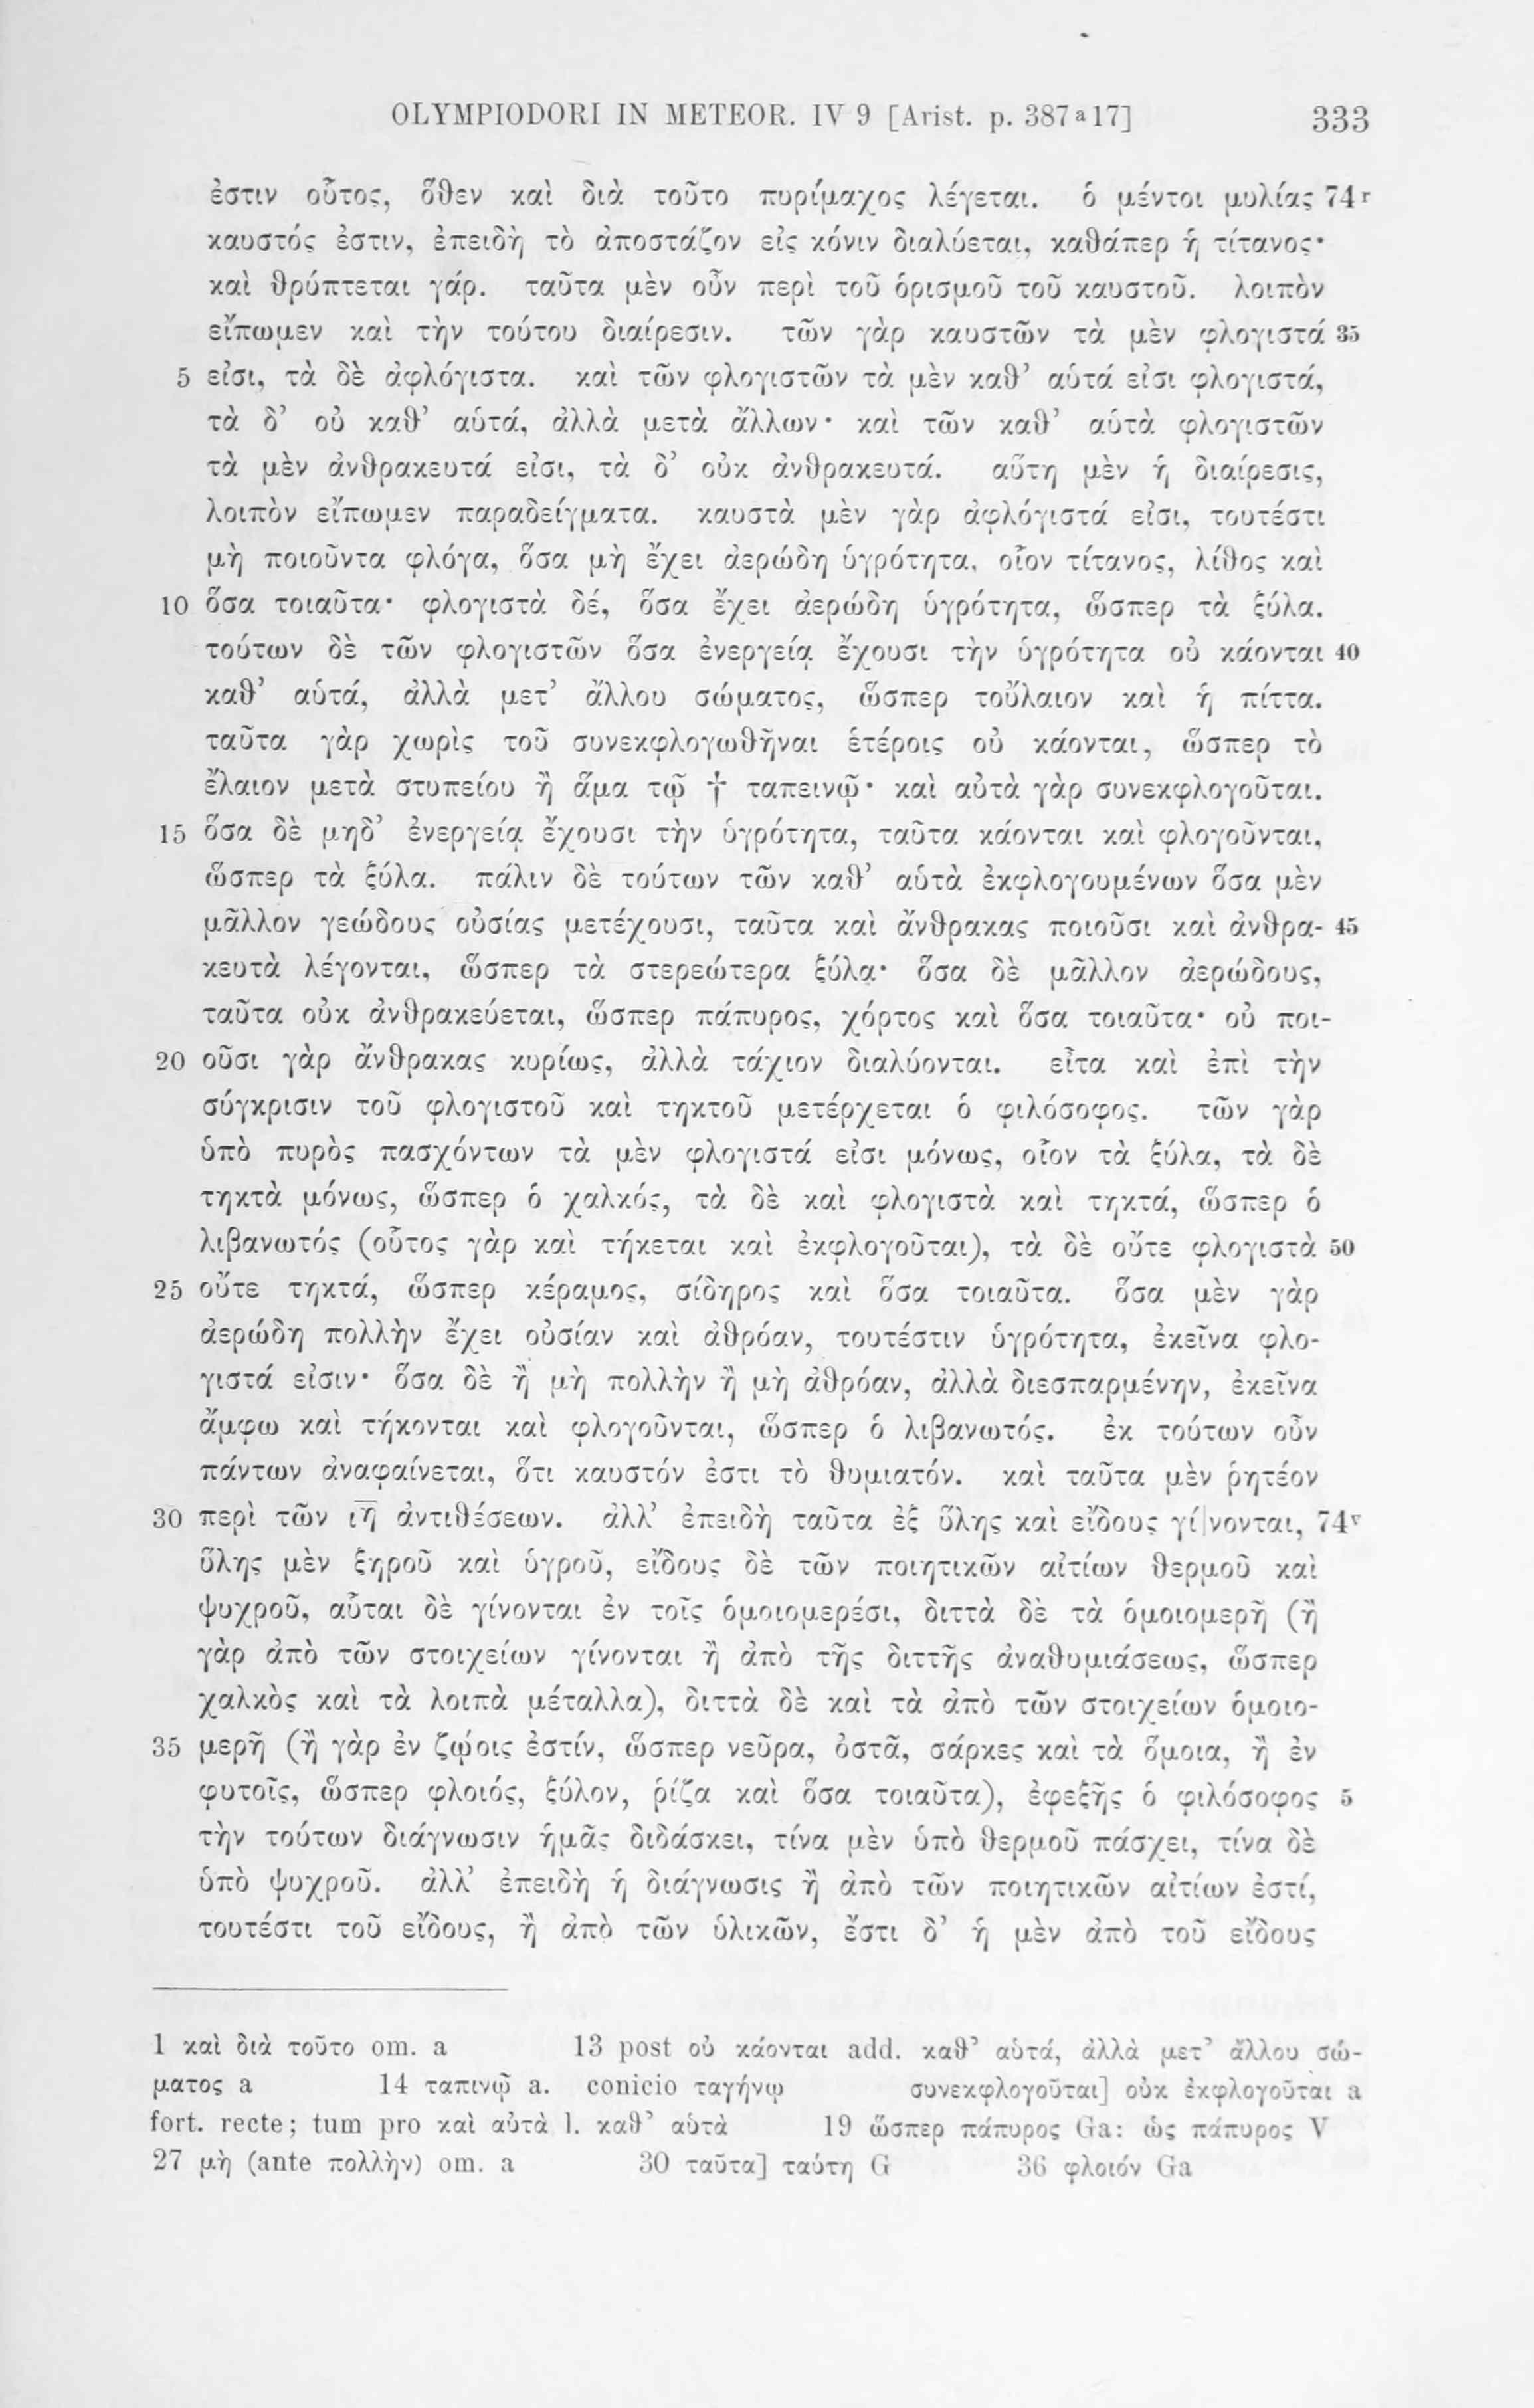 OLYMPIODORI IN METEOR. IV 9 [Arist. p. 387ᵃ17] 333
ἐστιν οὗτος, ὅθεν καὶ διὰ τοῦτο πυρίμαχος λέγεται. ὁ μέντοι μυλίας 74ʳ
καυστός ἐστιν, ἐπειδὴ τὸ ἀποστάζον εἰς κόνιν διαλύεται, καθάπερ ἡ τίτανος·
καὶ θρύπτεται γάρ. ταῦτα μὲν οὖν περὶ τοῦ ὁρισμοῦ τοῦ καυστοῦ. λοιπὸν
εἴπωμεν καὶ τὴν τούτου διαίρεσιν. τῶν γὰρ καυστῶν τὰ μὲν φλογιστά 35
5 εἰσι, τὰ δὲ ἀφλόγιστα. καὶ τῶν φλογιστῶν τὰ μὲν καθ’ αὑτά εἰσι φλογιστά,
τὰ δ’ οὐ καθ’ αὑτά, ἀλλὰ μετὰ ἄλλων· καὶ τῶν καθ’ αὑτὰ φλογιστῶν
τὰ μὲν ἀνθρακευτά εἰσι, τὰ δ’ οὐκ ἀνθρακευτά. αὕτη μὲν ἡ διαίρεσις,
λοιπὸν εἴπωμεν παραδείγματα. καυστὰ μὲν γὰρ ἀφλόγιστά εἰσι, τουτέστι
μὴ ποιοῦντα φλόγα, ὅσα μὴ ἔχει ἀερώδη ὑγρότητα, οἷον τίτανος, λίθος καὶ
10 ὅσα τοιαῦτα· φλογιστὰ δέ, ὅσα ἔχει ἀερώδη ὑγρότητα, ὥσπερ τὰ ξύλα.
τούτων δὲ τῶν φλογιστῶν ὅσα ἐνεργείᾳ ἔχουσι τὴν ὑγρότητα οὐ κάονται 40
καθ’ αὑτά, ἀλλὰ μετ’ ἄλλου σώματος, ὥσπερ τοὔλαιον καὶ ἡ πίττα.
ταῦτα γὰρ χωρὶς τοῦ συνεκφλογωθῆναι ἑτέροις οὐ κάονται, ὥσπερ τὸ
ἔλαιον μετὰ στυπείου ἢ ἅμα τῷ † ταπεινῷ· καὶ αὐτὰ γὰρ συνεκφλογοῦται.
15 ὅσα δὲ μηδ’ ἐνεργείᾳ ἔχουσι τὴν ὑγρότητα, ταῦτα κάονται καὶ φλογοῦνται,
ὥσπερ τὰ ξύλα. πάλιν δὲ τούτων τῶν καθ’ αὑτὰ ἐκφλογουμένων ὅσα μὲν
μᾶλλον γεώδους οὐσίας μετέχουσι, ταῦτα καὶ ἄνθρακας ποιοῦσι καὶ ἀνθρα- 45
κευτὰ λέγονται, ὥσπερ τὰ στερεώτερα ξύλα· ὅσα δὲ μᾶλλον ἀερώδους,
ταῦτα οὐκ ἀνθρακεύεται, ὥσπερ πάπυρος, χόρτος καὶ ὅσα τοιαῦτα· οὐ ποι-
20 οῦσι γὰρ ἄνθρακας κυρίως, ἀλλὰ τάχιον διαλύονται. εἶτα καὶ ἐπὶ τὴν
σύγκρισιν τοῦ φλογιστοῦ καὶ τηκτοῦ μετέρχεται ὁ φιλόσοφος. τῶν γὰρ
ὑπὸ πυρὸς πασχόντων τὰ μὲν φλογιστά εἰσι μόνως, οἷον τὰ ξύλα, τὰ δὲ
τηκτὰ μόνως, ὥσπερ ὁ χαλκός, τὰ δὲ καὶ φλογιστὰ καὶ τηκτά, ὥσπερ ὁ
λιβανωτός (οὗτος γὰρ καὶ τήκεται καὶ ἐκφλογοῦται), τὰ δὲ οὔτε φλογιστὰ 50
25 οὔτε τηκτά, ὥσπερ κέραμος, σίδηρος καὶ ὅσα τοιαῦτα. ὅσα μὲν γὰρ
ἀερώδη πολλὴν ἔχει οὐσίαν καὶ ἀθρόαν, τουτέστιν ὑγρότητα, ἐκεῖνα φλο-
γιστά εἰσιν· ὅσα δὲ ἢ μὴ πολλὴν ἢ μὴ ἀθρόαν, ἀλλὰ διεσπαρμένην, ἐκεῖνα
ἄμφω καὶ τήκονται καὶ φλογοῦνται, ὥσπερ ὁ λιβανωτός. ἐκ τούτων οὖν
πάντων ἀναφαίνεται, ὅτι καυστόν ἐστι τὸ θυμιατόν. καὶ ταῦτα μὲν ῥητέον
30 περὶ τῶν ι̅η̅ ἀντιθέσεων. ἀλλ’ ἐπειδὴ ταῦτα ἐξ ὕλης καὶ εἴδους γί|νονται, 74ᵛ
ὕλης μὲν ξηροῦ καὶ ὑγροῦ, εἴδους δὲ τῶν ποιητικῶν αἰτίων θερμοῦ καὶ
ψυχροῦ, αὗται δὲ γίνονται ἐν τοῖς ὁμοιομερέσι, διττὰ δὲ τὰ ὁμοιομερῆ (ἢ
γὰρ ἀπὸ τῶν στοιχείων γίνονται ἢ ἀπὸ τῆς διττῆς ἀναθυμιάσεως, ὥσπερ
χαλκὸς καὶ τὰ λοιπὰ μέταλλα), διττὰ δὲ καὶ τὰ ἀπὸ τῶν στοιχείων ὁμοιο-
35 μερῆ (ἢ γὰρ ἐν ζῴοις ἐστίν, ὥσπερ νεῦρα, ὀστᾶ, σάρκες καὶ τὰ ὅμοια, ἢ ἐν
φυτοῖς, ὥσπερ φλοιός, ξύλον, ῥίζα καὶ ὅσα τοιαῦτα), ἐφεξῆς ὁ φιλόσοφος 5
τὴν τούτων διάγνωσιν ἡμᾶς διδάσκει, τίνα μὲν ὑπὸ θερμοῦ πάσχει, τίνα δὲ
ὑπὸ ψυχροῦ. ἀλλ’ ἐπειδὴ ἡ διάγνωσις ἢ ἀπὸ τῶν ποιητικῶν αἰτίων ἐστί,
τουτέστι τοῦ εἴδους, ἢ ἀπὸ τῶν ὑλικῶν, ἔστι δ’ ἡ μὲν ἀπὸ τοῦ εἴδους
1 καὶ διὰ τοῦτο om. a 13 post οὐ κάονται add. καθ’ αὑτά, ἀλλὰ μετ’ ἄλλου σώ-
ματος a 14 ταπινῷ a. conicio ταγήνῳ συνεκφλογοῦται] οὐκ ἐκφλογοῦται a
fort. recte; tum pro καὶ αὐτὰ l. καθ’ αὑτὰ 19 ὥσπερ πάπυρος Ga: ὡς πάπυρος V
27 μὴ (ante πολλὴν) om. a 30 ταῦτα] ταύτη G 36 φλοιόν Ga